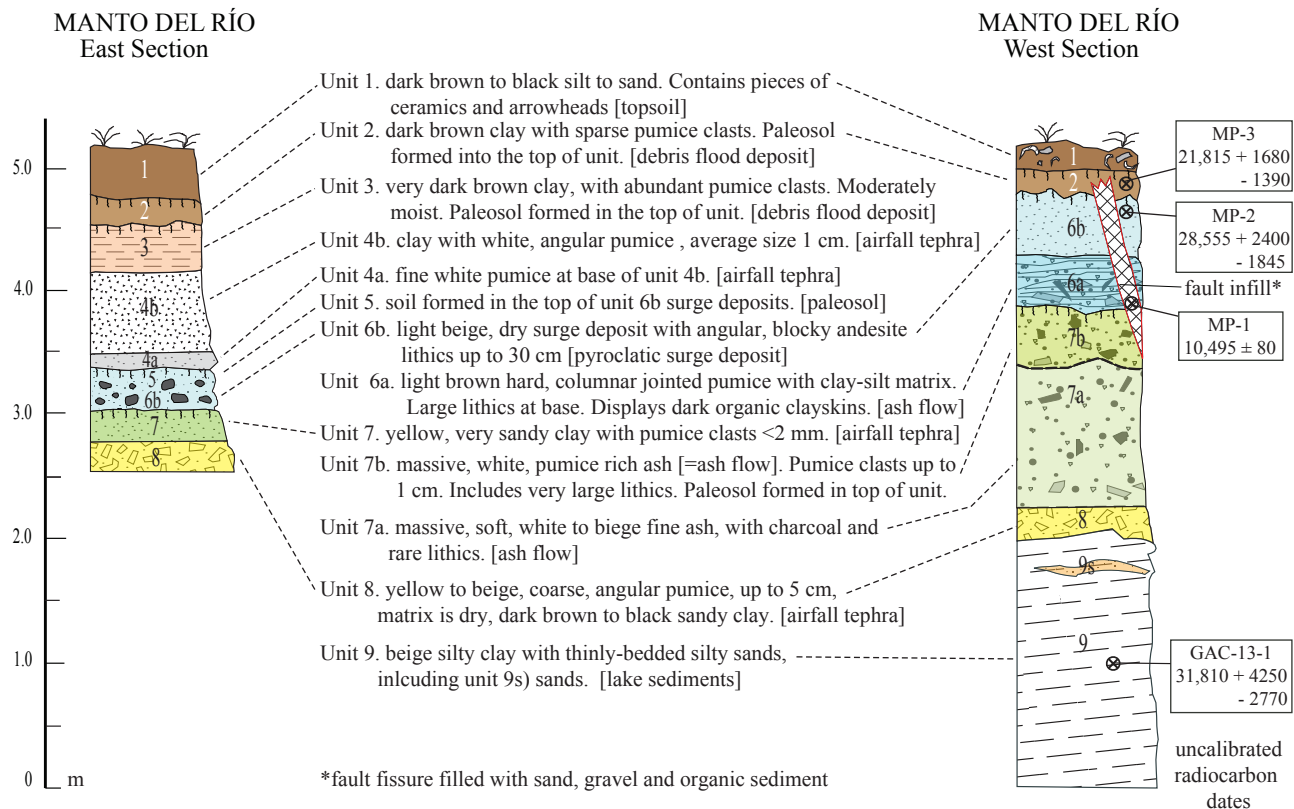 MANTO DEL RÍO
East Section
MANTO DEL RÍO
West Section
Unit 1. dark brown to black silt to sand. Contains pieces of
ceramics and arrowheads [topsoil]
Unit 2. dark brown clay with sparse pumice clasts. Paleosol
formed into the top of unit. [debris flood deposit]
Unit 3. very dark brown clay, with abundant pumice clasts. Moderately
moist. Paleosol formed in the top of unit. [debris flood deposit]
Unit 4b. clay with white, angular pumice , average size 1 cm. [airfall tephra]
Unit 4a. fine white pumice at base of unit 4b. [airfall tephra]
Unit 5. soil formed in the top of unit 6b surge deposits. [paleosol]
Unit 6b. light beige, dry surge deposit with angular, blocky andesite
lithics up to 30 cm [pyroclatic surge deposit]
Unit 6a. light brown hard, columnar jointed pumice with clay-silt matrix.
Large lithics at base. Displays dark organic clayskins. [ash flow]
Unit 7. yellow, very sandy clay with pumice clasts <2 mm. [airfall tephra]
Unit 7b. massive, white, pumice rich ash [=ash flow]. Pumice clasts up to
1 cm. Includes very large lithics. Paleosol formed in top of unit.
Unit 7a. massive, soft, white to biege fine ash, with charcoal and
rare lithics. [ash flow]
Unit 8. yellow to beige, coarse, angular pumice, up to 5 cm,
matrix is dry, dark brown to black sandy clay. [airfall tephra]
Unit 9. beige silty clay with thinly-bedded silty sands,
inlcuding unit 9s) sands. [lake sediments]
*fault fissure filled with sand, gravel and organic sediment
5.0
4.0
3.0
2.0
1.0
0 m
1
2
3
4b
4a
5
6b
7
8
1
2
6b
6a
7b
7a
8
9s
9
MP-3
21,815 + 1680
- 1390
MP-2
28,555 + 2400
- 1845
fault infill*
MP-1
10,495 ± 80
GAC-13-1
31,810 + 4250
- 2770
uncalibrated
radiocarbon
dates